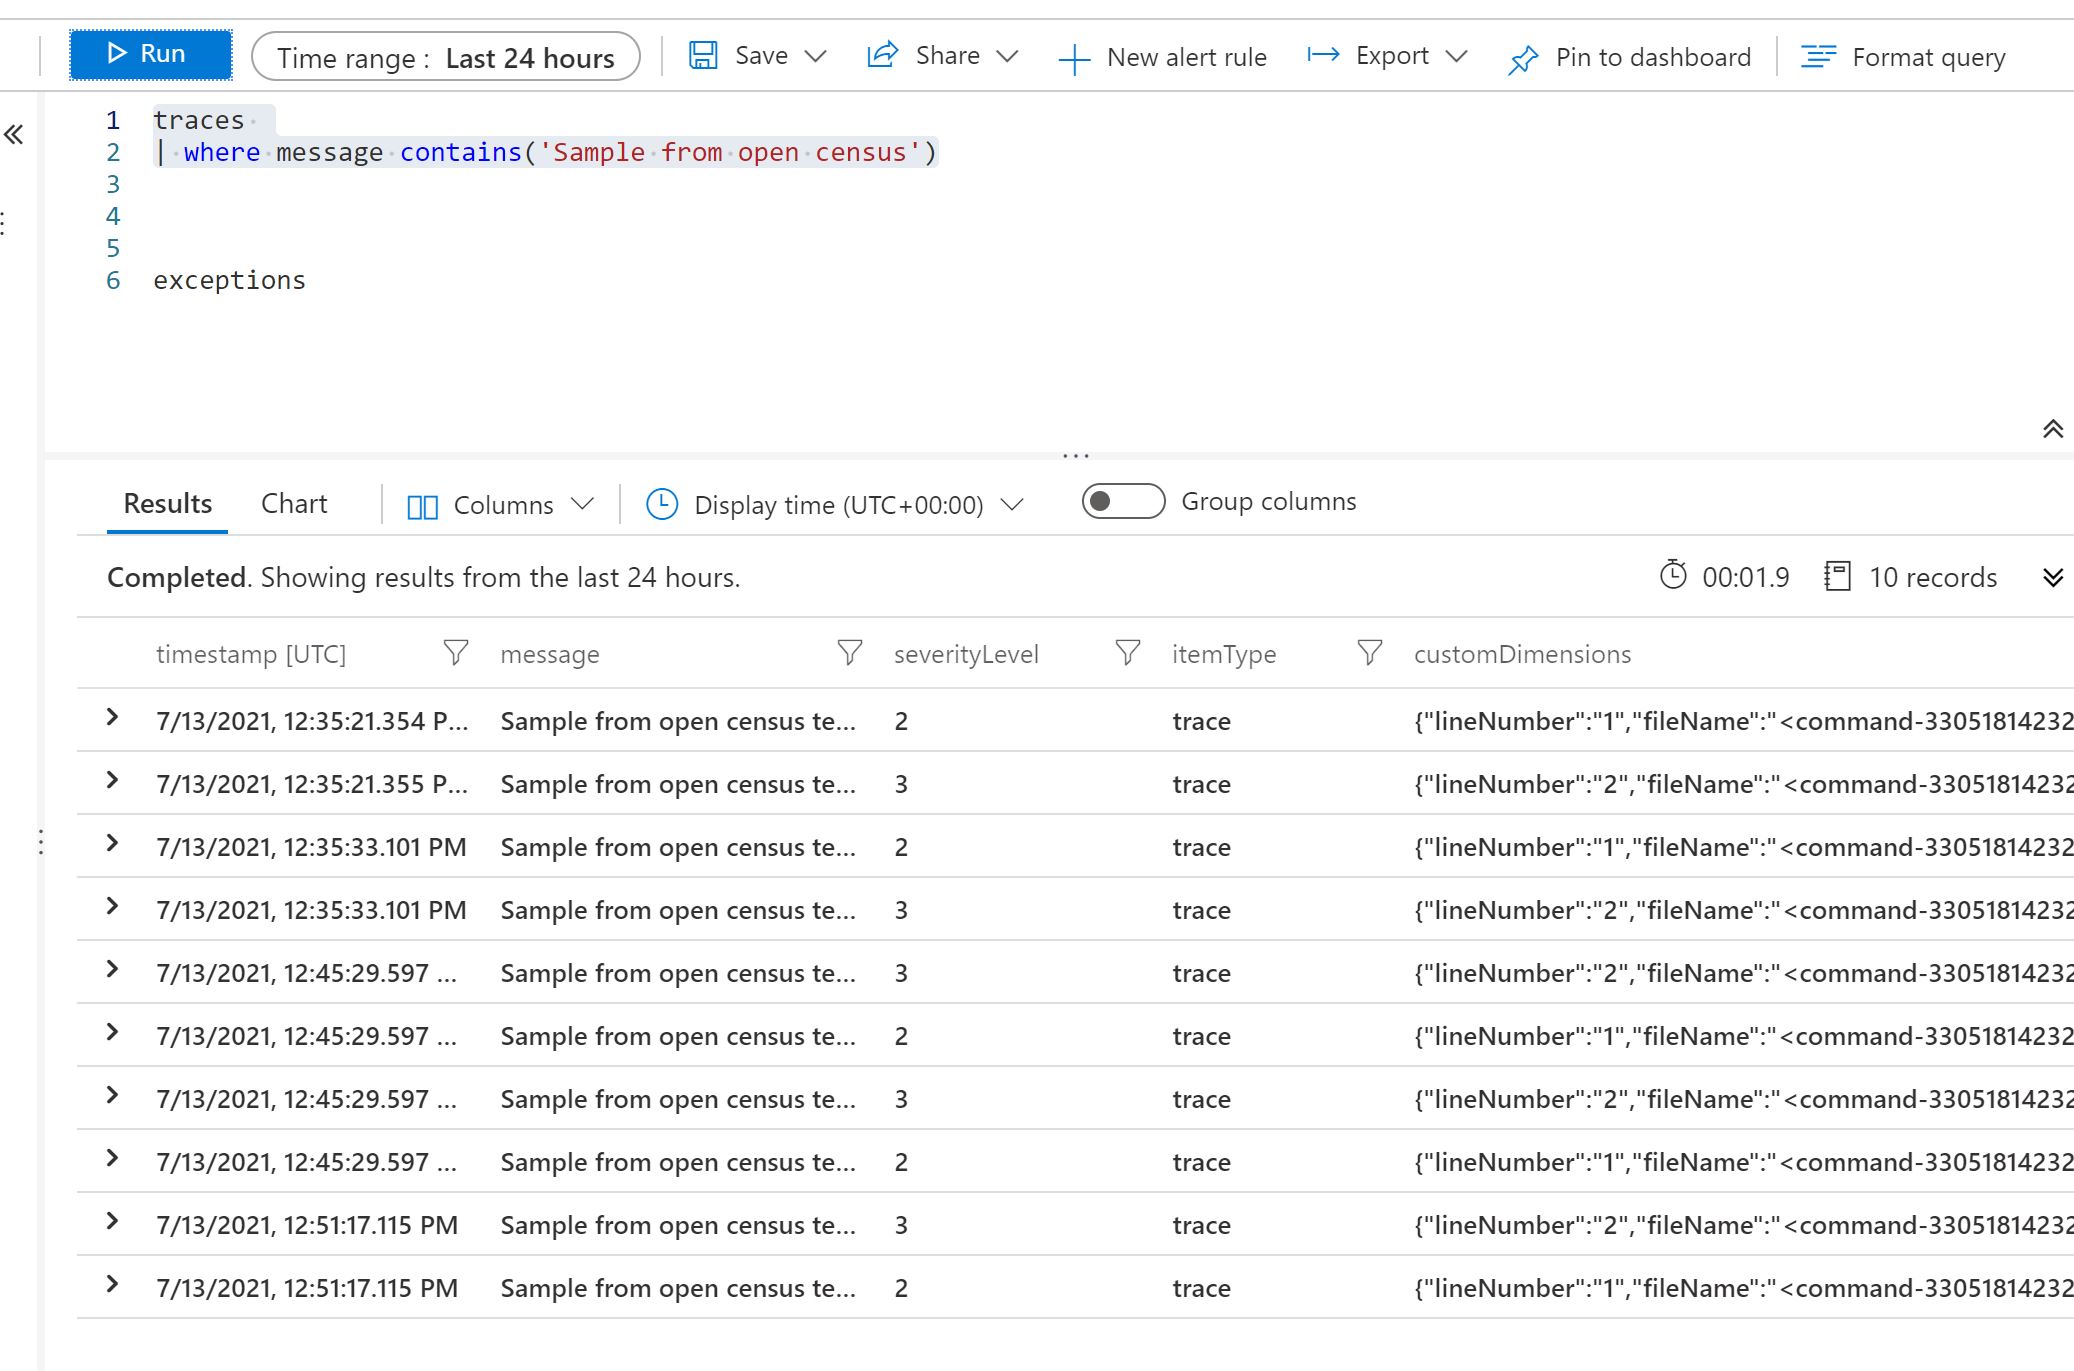 Run Time range : Last 24 hours Save Share New alert rule Export Pin to dashboard Format query
1 traces
2 | where message contains('Sample from open census')
3
4
5
6 exceptions
Results Chart Columns Display time (UTC+00:00) Group columns
Completed. Showing results from the last 24 hours. 00:01.9 10 records
timestamp [UTC] message severityLevel itemType customDimensions
7/13/2021, 12:35:21.354 P... Sample from open census te... 2 trace {"lineNumber":"1","fileName":"<command-33051814232
7/13/2021, 12:35:21.355 P... Sample from open census te... 3 trace {"lineNumber":"2","fileName":"<command-33051814232
7/13/2021, 12:35:33.101 PM Sample from open census te... 2 trace {"lineNumber":"1","fileName":"<command-33051814232
7/13/2021, 12:35:33.101 PM Sample from open census te... 3 trace {"lineNumber":"2","fileName":"<command-33051814232
7/13/2021, 12:45:29.597 ... Sample from open census te... 3 trace {"lineNumber":"2","fileName":"<command-33051814232
7/13/2021, 12:45:29.597 ... Sample from open census te... 2 trace {"lineNumber":"1","fileName":"<command-33051814232
7/13/2021, 12:45:29.597 ... Sample from open census te... 3 trace {"lineNumber":"2","fileName":"<command-33051814232
7/13/2021, 12:45:29.597 ... Sample from open census te... 2 trace {"lineNumber":"1","fileName":"<command-33051814232
7/13/2021, 12:51:17.115 PM Sample from open census te... 3 trace {"lineNumber":"2","fileName":"<command-33051814232
7/13/2021, 12:51:17.115 PM Sample from open census te... 2 trace {"lineNumber":"1","fileName":"<command-33051814232